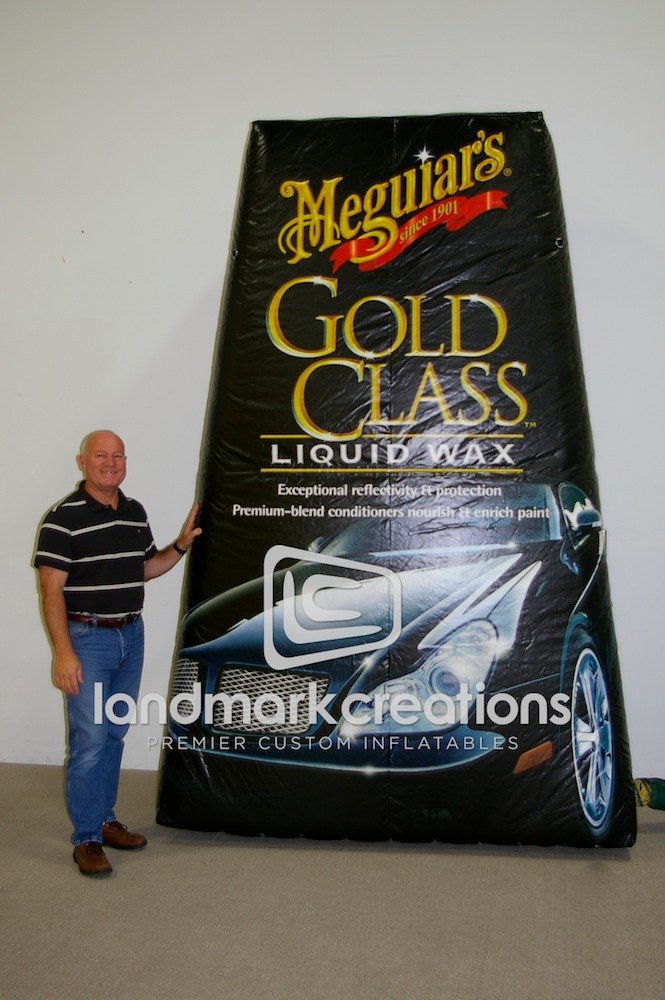 Meguiar's®
since 1901
GOLD
CLASS™
LIQUID WAX
Exceptional reflectivity & protection
Premium-blend conditioners nourish & enrich paint
landmarkcreations
PREMIER CUSTOM INFLATABLES